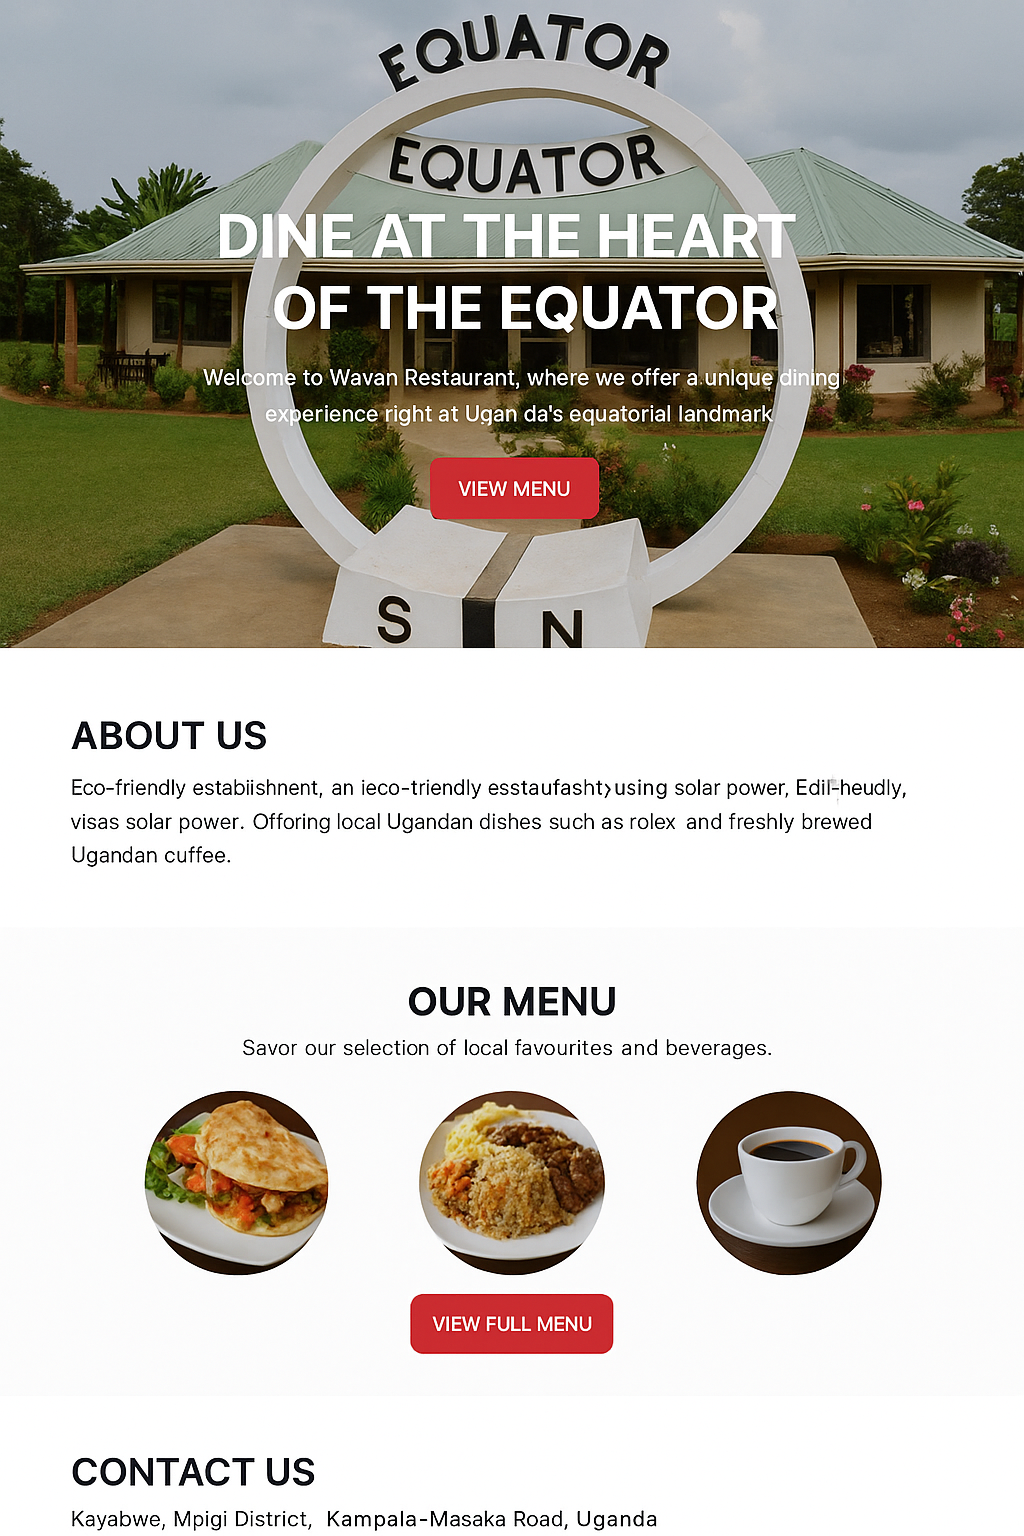 EQUATOR
EQUATOR
DINE AT THE HEART
OF THE EQUATOR
Welcome to Wavan Restaurant, where we offer a unıque dining
experience right at Ugan da's equatorial landmark
VIEW MENU
S N
ABOUT US
Eco-friendly estabiishnent, an ieco-triendly esstaufasht›using solar power, Edil-heudly,
visas solar power. Offoring local Ugandan dishes such as rolex and freshly brewed
Ugandan cuffee.
OUR MENU
Savor our selection of local favourites and beverages.
VIEW FULL MENU
CONTACT US
Kayabwe, Mpigi District, Kampala-Masaka Road, Uganda